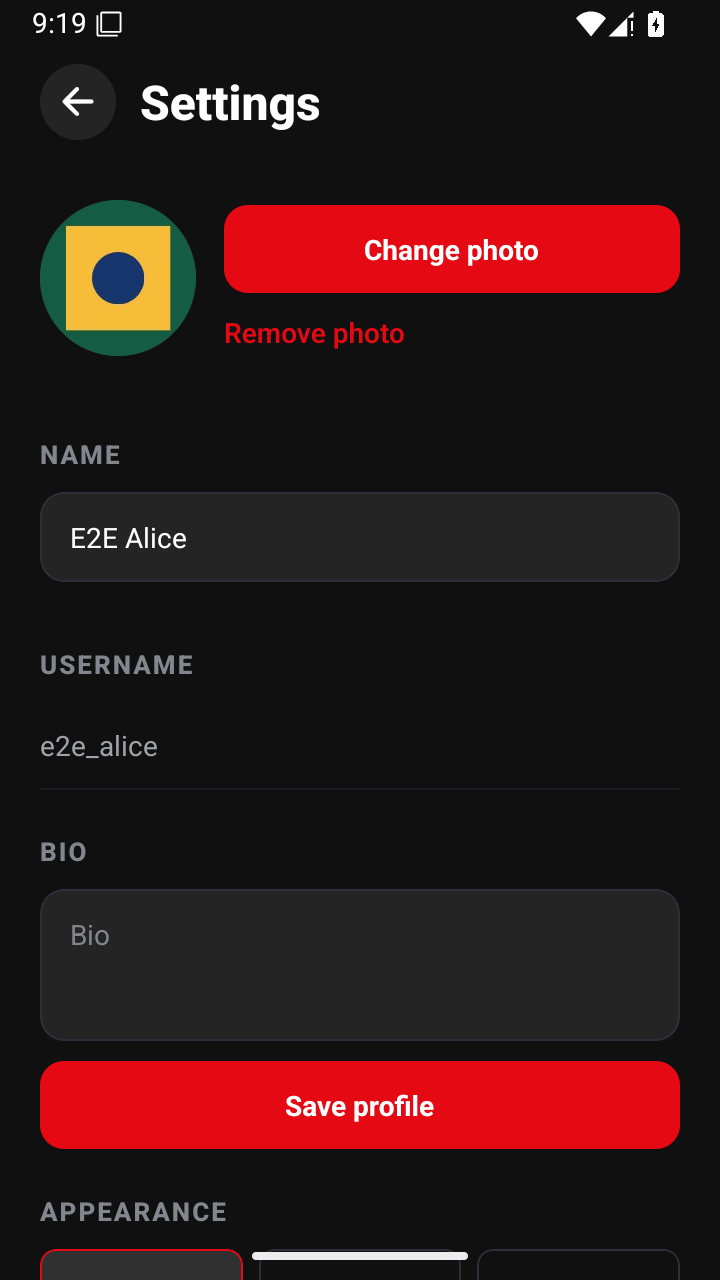 9:19
Settings
Change photo
Remove photo
NAME
E2E Alice
USERNAME
e2e_alice
BIO
Bio
Save profile
APPEARANCE